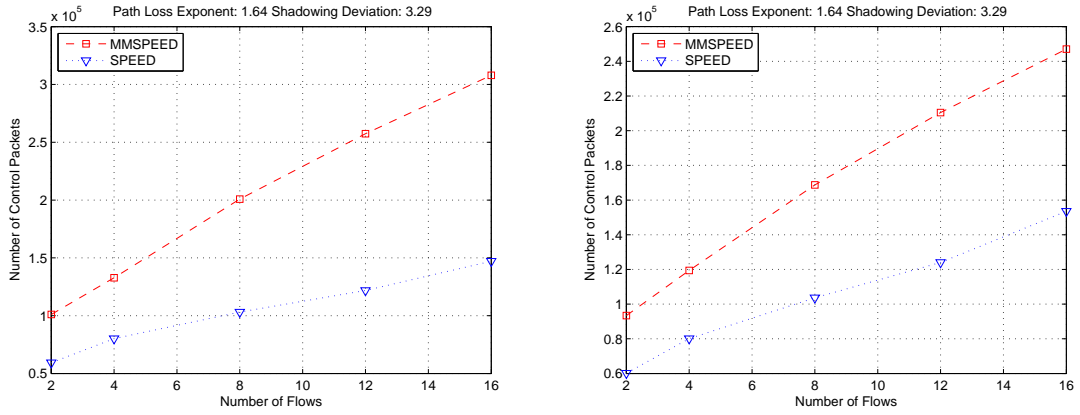 Path Loss Exponent: 1.64 Shadowing Deviation: 3.29
x 10^5
3.5
3
2.5
2
1.5
1
0.5
Number of Control Packets
MMSPEED
SPEED
2 4 6 8 10 12 14 16
Number of Flows
Path Loss Exponent: 1.64 Shadowing Deviation: 3.29
x 10^5
2.6
2.4
2.2
2
1.8
1.6
1.4
1.2
1
0.8
0.6
Number of Control Packets
MMSPEED
SPEED
2 4 6 8 10 12 14 16
Number of Flows